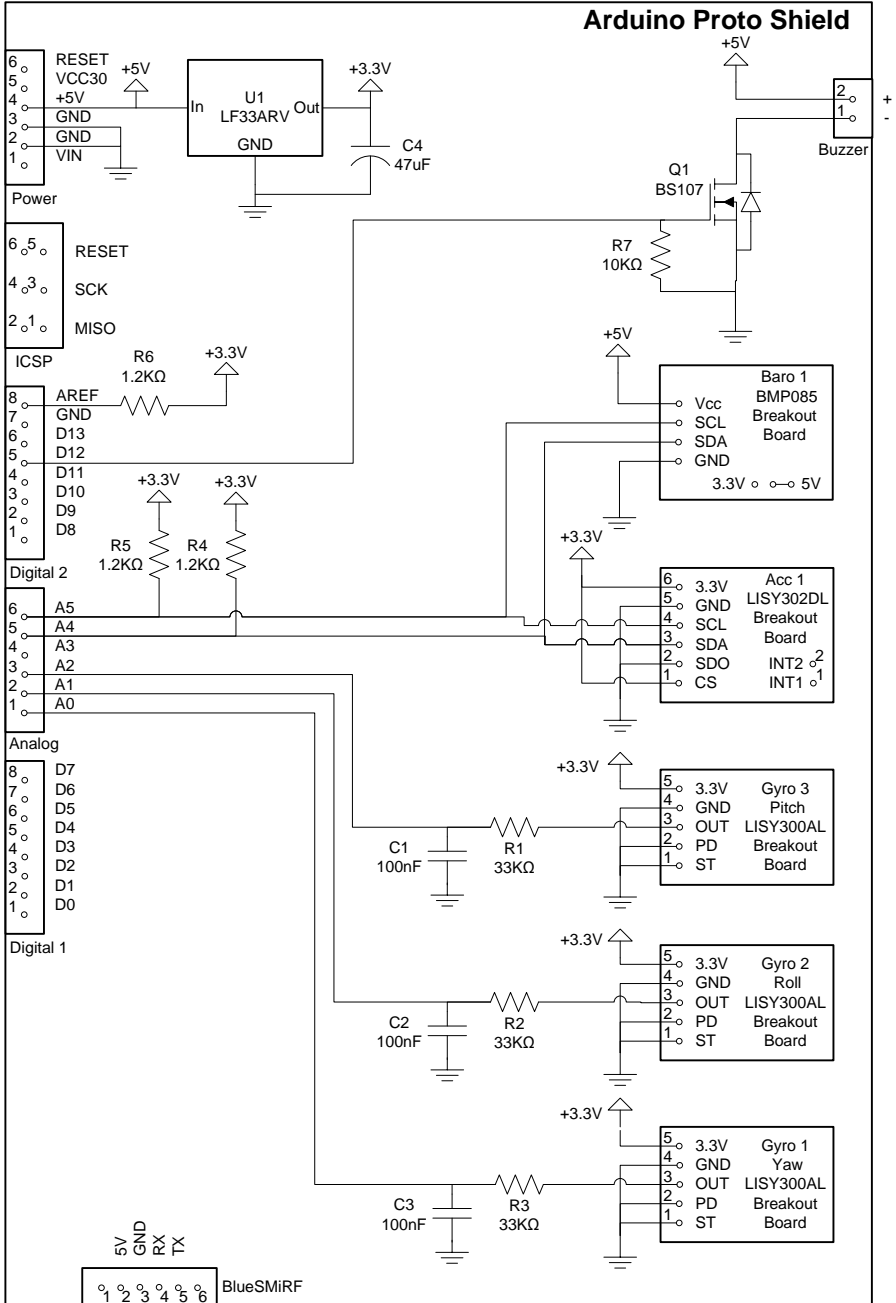 Arduino Proto Shield
6 RESET
5 VCC30
4 +5V
3 GND
2 GND
1 VIN
Power
+5V
In U1 Out
LF33ARV
GND
+3.3V
C4
47uF
+5V
2 +
1 -
Buzzer
Q1
BS107
R7
10KΩ
6 5 RESET
4 3 SCK
2 1 MISO
ICSP
R6
1.2KΩ
+3.3V
8 AREF
7 GND
6 D13
5 D12
4 D11
3 D10
2 D9
1 D8
Digital 2
+3.3V
+3.3V
R5
1.2KΩ
R4
1.2KΩ
+5V
Baro 1
Vcc BMP085
SCL Breakout
SDA Board
GND
3.3V 5V
6 A5
5 A4
4 A3
3 A2
2 A1
1 A0
Analog
+3.3V
6 3.3V Acc 1
5 GND LISY302DL
4 SCL Breakout
3 SDA Board
2 SDO INT2 2
1 CS INT1 1
8 D7
7 D6
6 D5
5 D4
4 D3
3 D2
2 D1
1 D0
Digital 1
+3.3V
C1
100nF
R1
33KΩ
5 3.3V Gyro 3
4 GND Pitch
3 OUT LISY300AL
2 PD Breakout
1 ST Board
+3.3V
C2
100nF
R2
33KΩ
5 3.3V Gyro 2
4 GND Roll
3 OUT LISY300AL
2 PD Breakout
1 ST Board
+3.3V
C3
100nF
R3
33KΩ
5 3.3V Gyro 1
4 GND Yaw
3 OUT LISY300AL
2 PD Breakout
1 ST Board
5V GND RX TX
1 2 3 4 5 6 BlueSMiRF